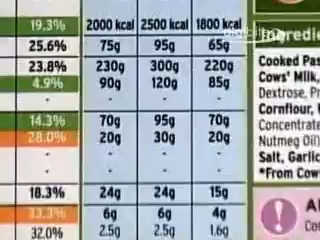 19.3% 2000 kcal 2500 kcal 1800 kcal
25.6% 75g 95g 65g
23.8% 230g 300g 220g
4.9% 90g 120g 85g
- - - -
14.3% 70g 95g 70g
28.0% 20g 30g 20g
- - - -
- - - -
18.3% 24g 24g 15g
33.3% 6g 6g 4g
32.0% 2.5g 2.5g 1.6g
Cooked Pas
Cows' Milk,
Dextrose, Pr
Cornflour,
Concentrate
Nutmeg Oil)
Salt, Garlic
*From Cow